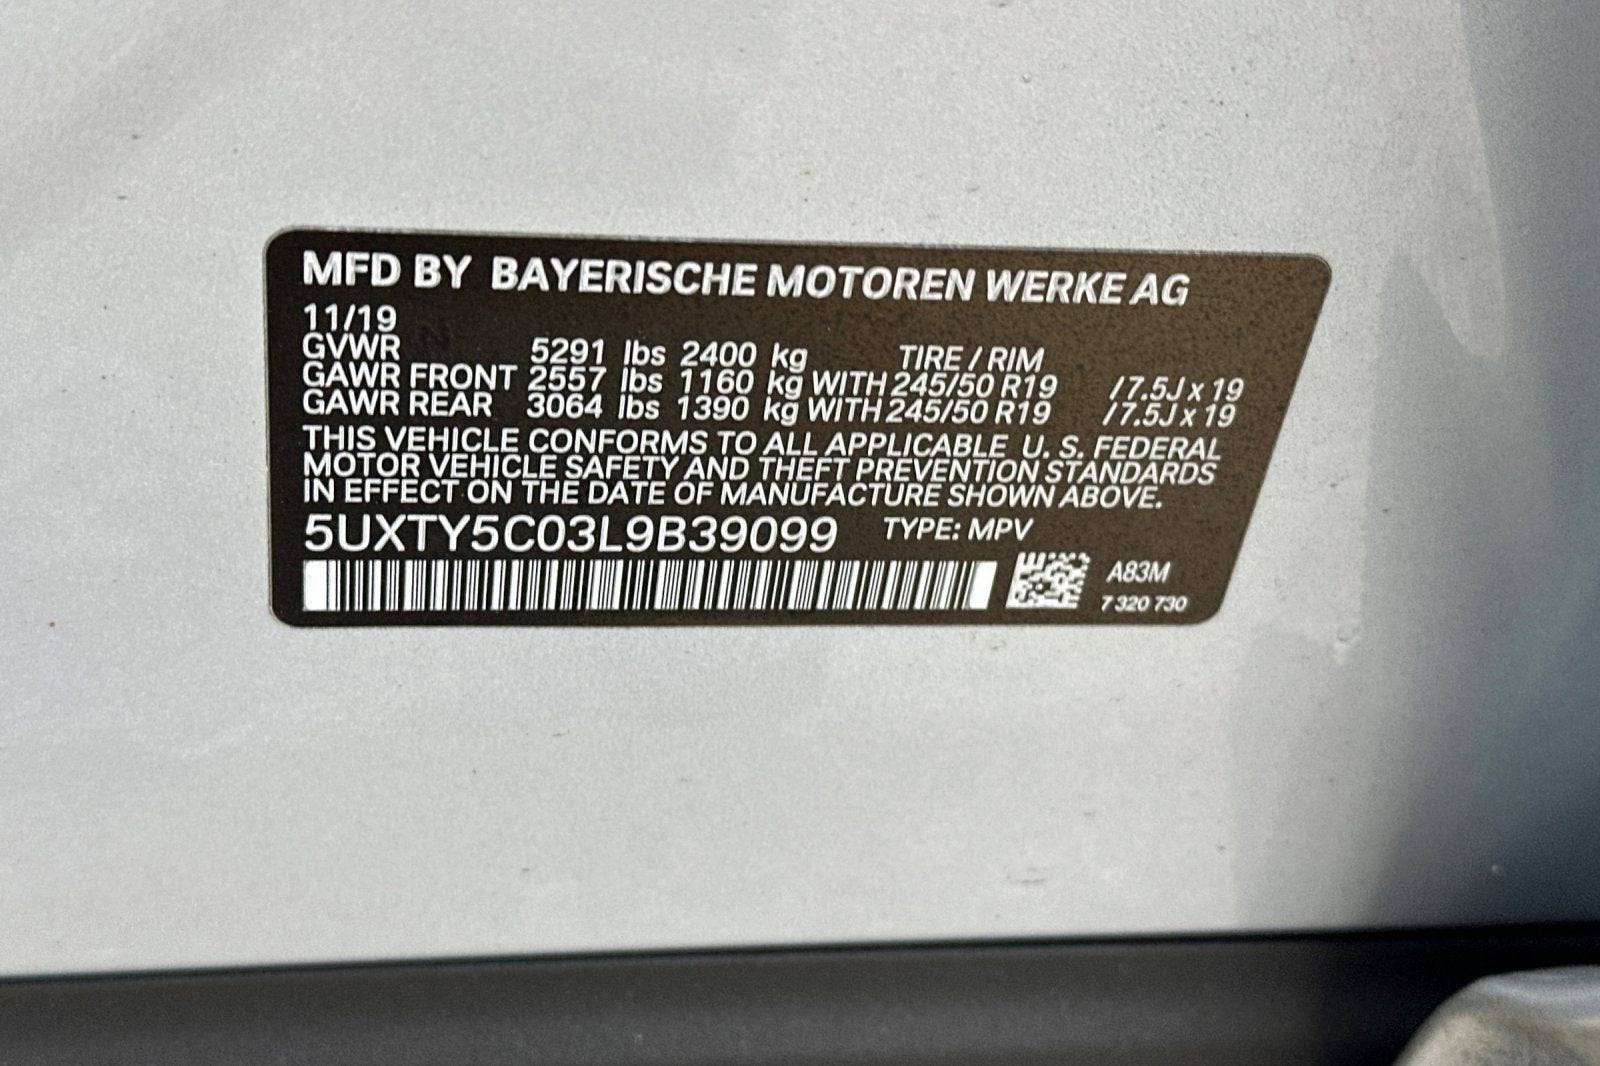 MFD BY BAYERISCHE MOTOREN WERKE AG
11/19
GVWR 5291 lbs 2400 kg TIRE / RIM
GAWR FRONT 2557 lbs 1160 kg WITH 245/50 R19 / 7.5J x 19
GAWR REAR 3064 lbs 1390 kg WITH 245/50 R19 / 7.5J x 19
THIS VEHICLE CONFORMS TO ALL APPLICABLE U. S. FEDERAL
MOTOR VEHICLE SAFETY AND THEFT PREVENTION STANDARDS
IN EFFECT ON THE DATE OF MANUFACTURE SHOWN ABOVE.
5UXTY5C03L9B39099 TYPE: MPV
A83M
7 320 730